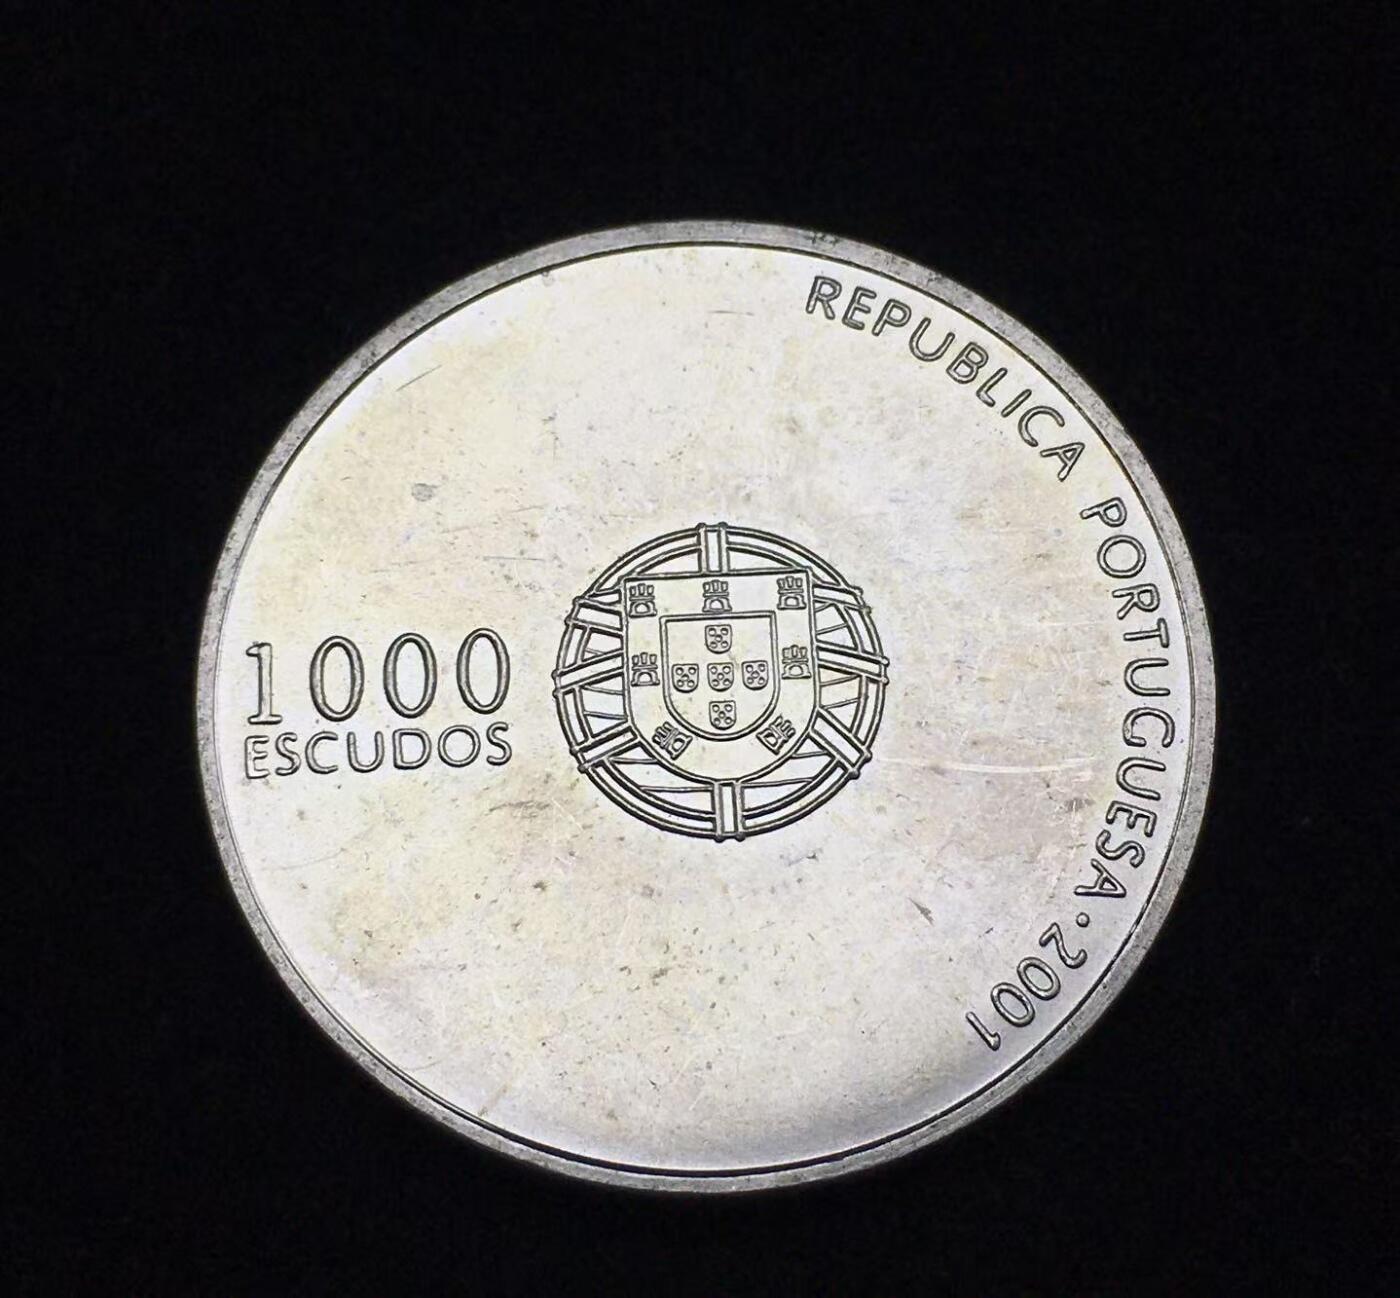 1000
ESCUDOS
REPUBLICA PORTUGUESA · 2001